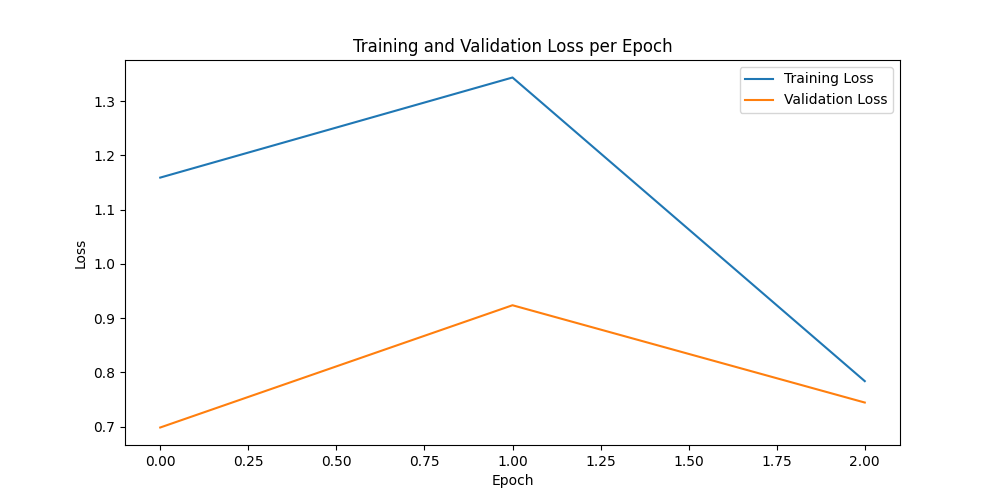 Training and Validation Loss per Epoch
Training Loss
Validation Loss
1.3
1.2
1.1
1.0
0.9
0.8
0.7
Loss
0.00 0.25 0.50 0.75 1.00 1.25 1.50 1.75 2.00
Epoch